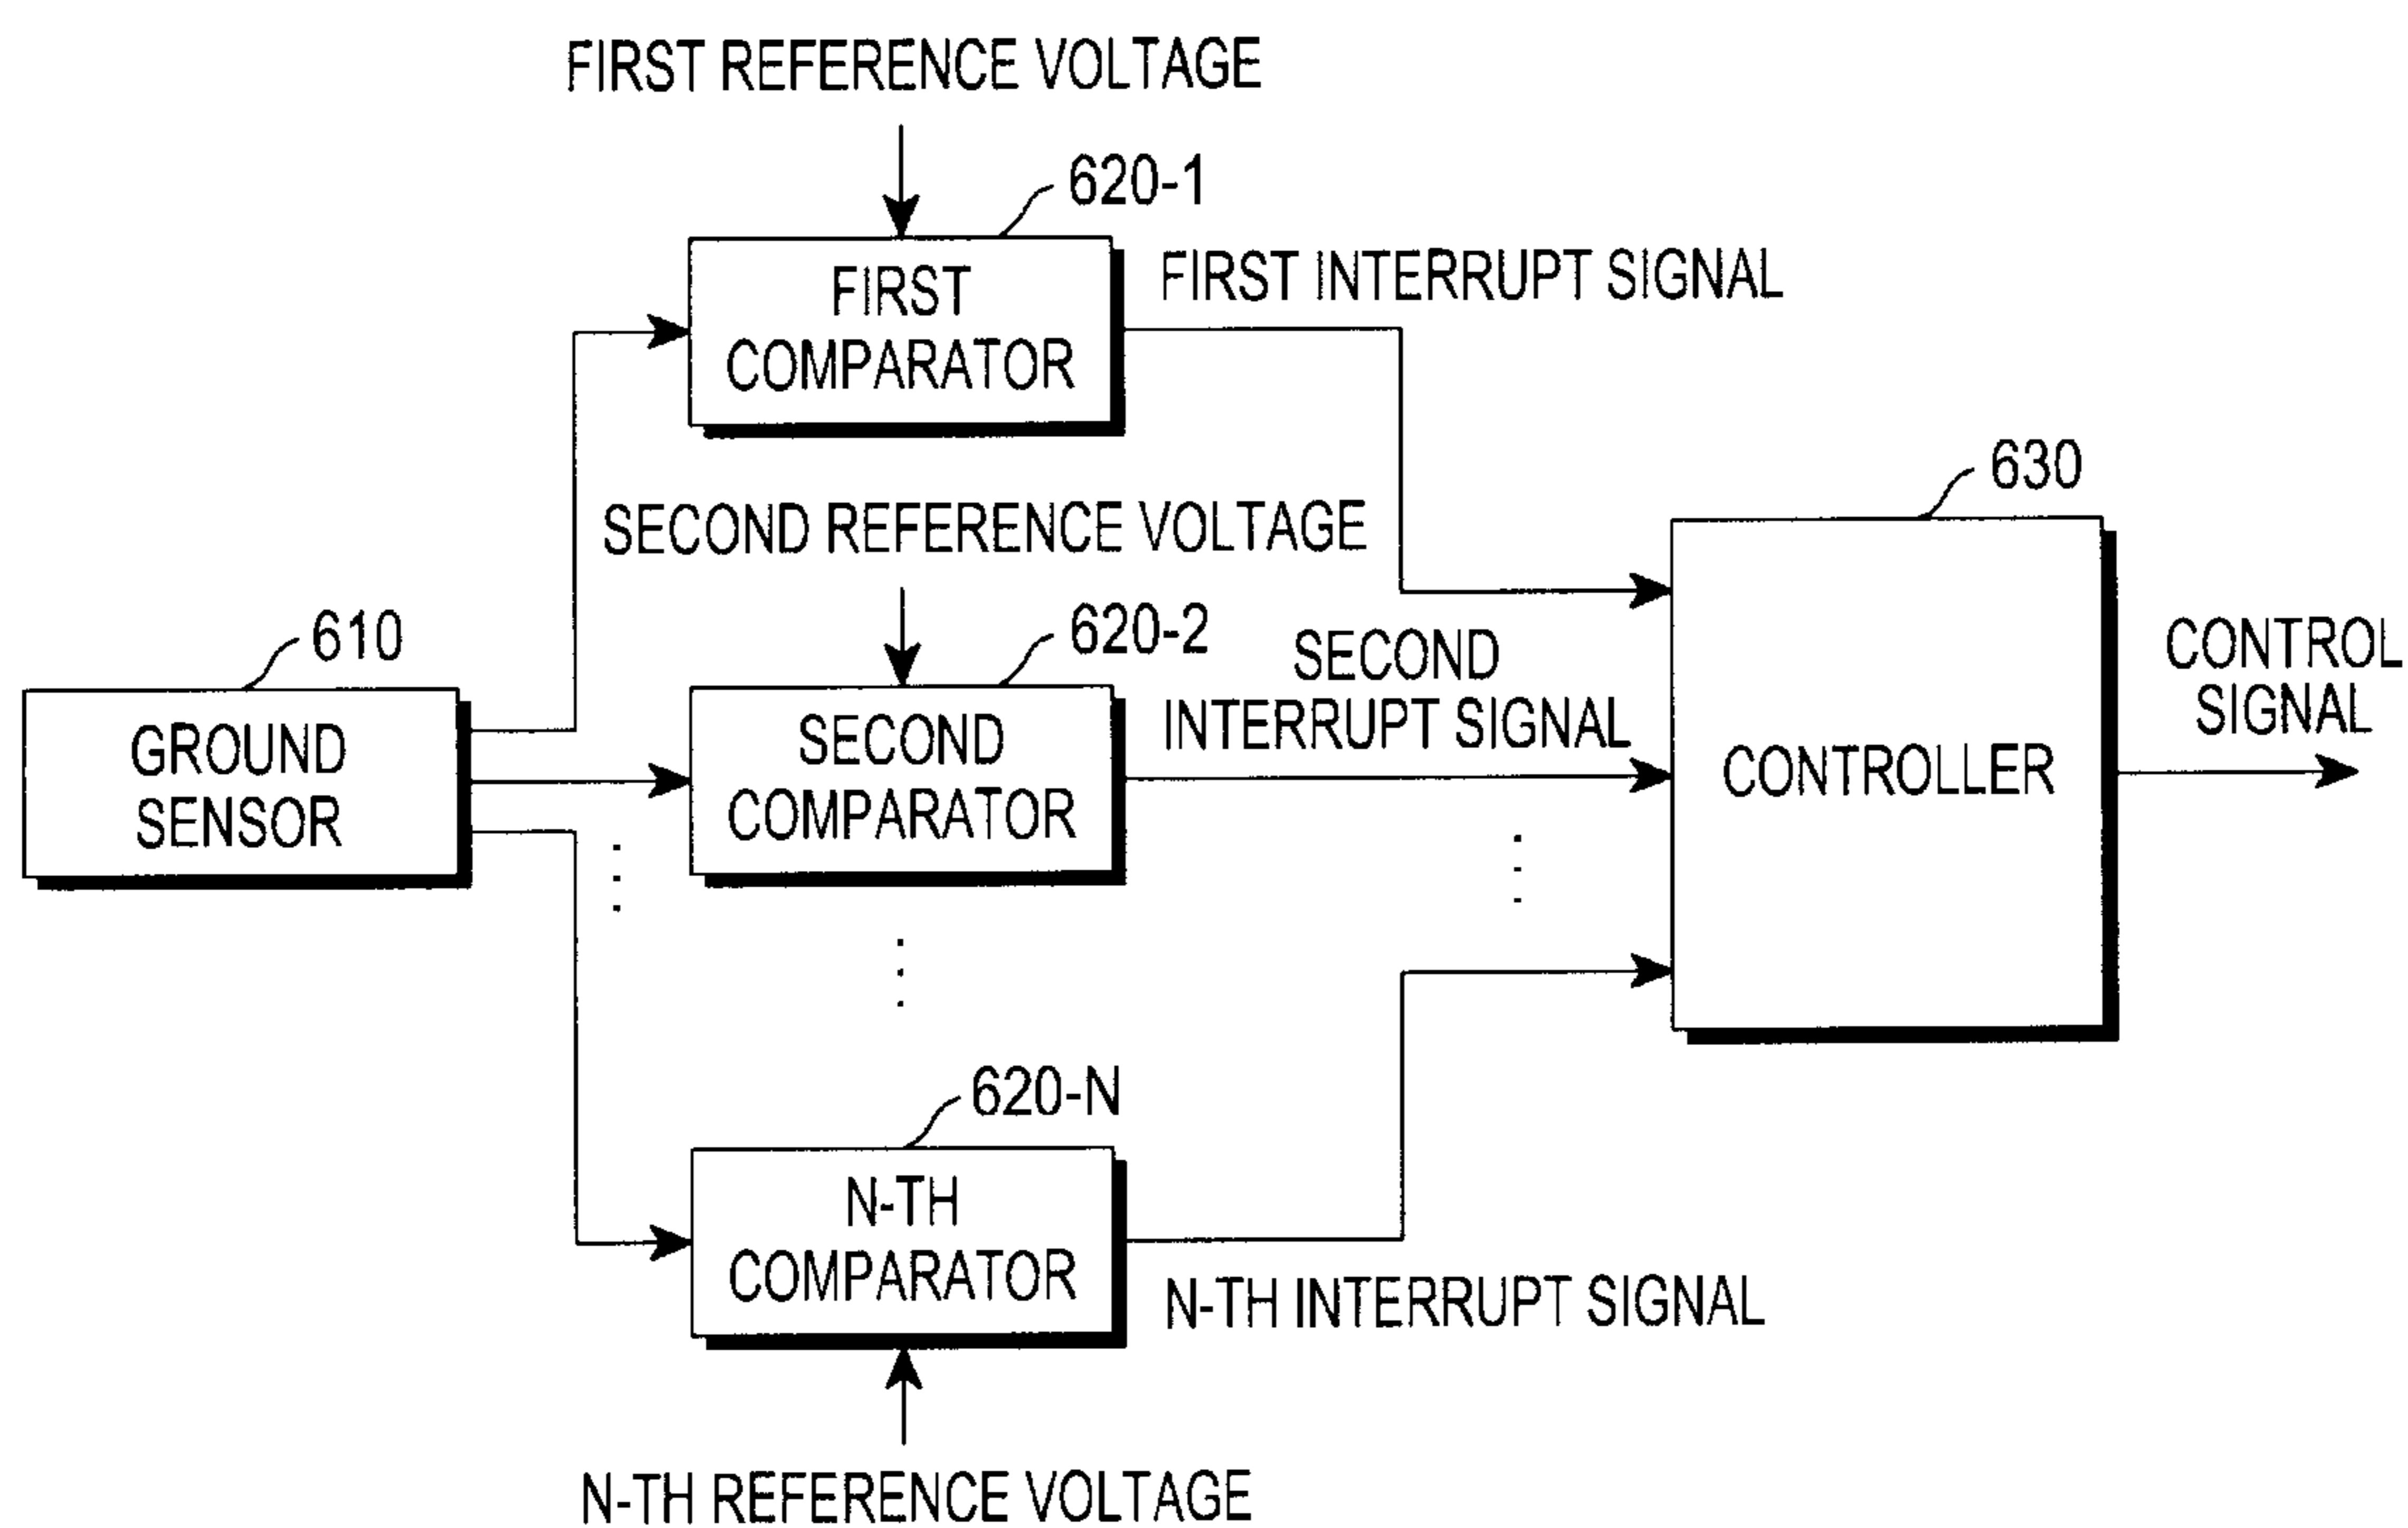 FIRST REFERENCE VOLTAGE
620-1
FIRST
COMPARATOR
FIRST INTERRUPT SIGNAL
630
SECOND REFERENCE VOLTAGE
610
620-2
SECOND
INTERRUPT SIGNAL
CONTROL
SIGNAL
GROUND
SENSOR
SECOND
COMPARATOR
CONTROLLER
620-N
N-TH
COMPARATOR
N-TH INTERRUPT SIGNAL
N-TH REFERENCE VOLTAGE